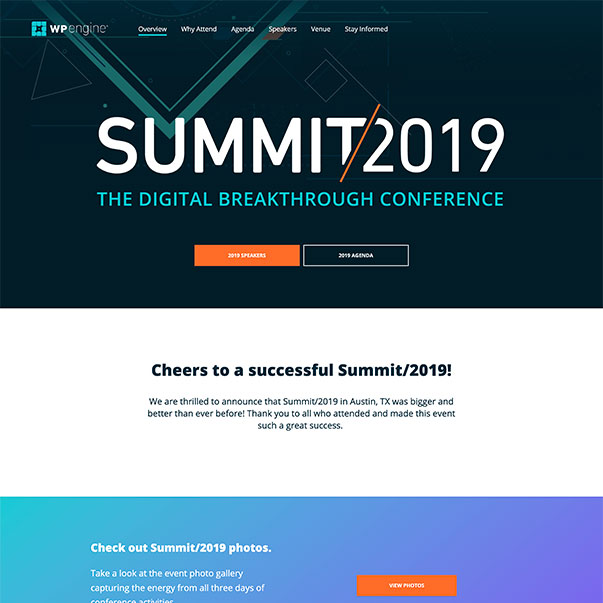 WPengine
Overview Why Attend Agenda Speakers Venue Stay Informed
SUMMIT/2019
THE DIGITAL BREAKTHROUGH CONFERENCE
2019 SPEAKERS 2019 AGENDA
Cheers to a successful Summit/2019!
We are thrilled to announce that Summit/2019 in Austin, TX was bigger and
better than ever before! Thank you to all who attended and made this event
such a great success.
Check out Summit/2019 photos.
Take a look at the event photo gallery
capturing the energy from all three days of
conference activities.
VIEW PHOTOS